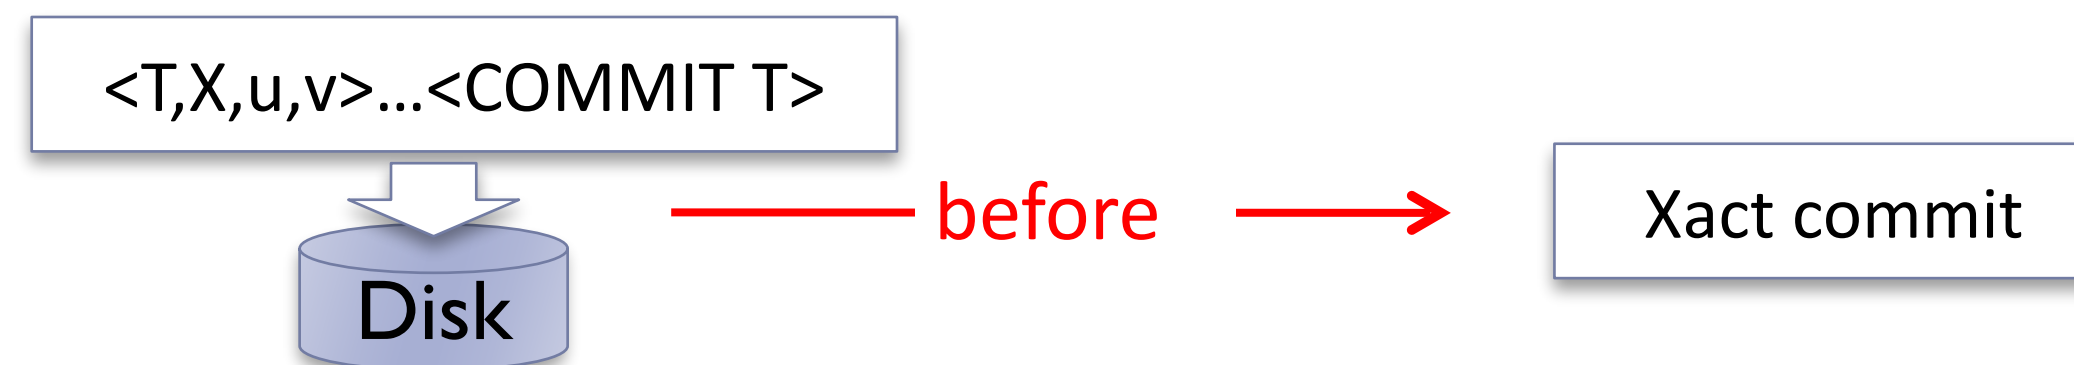 <T,X,u,v>…<COMMIT T>
before
Xact commit
Disk